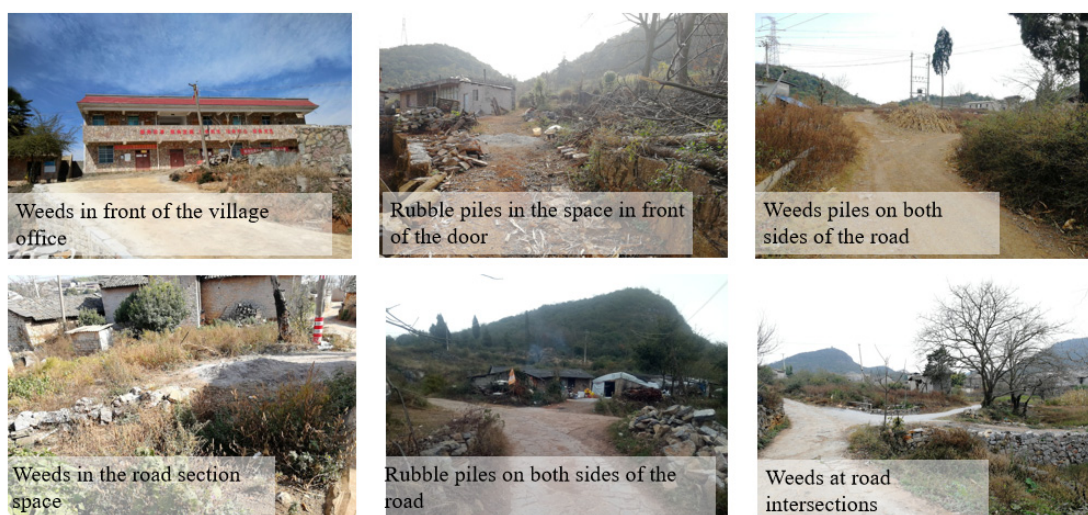 Weeds in front of the village
office
Rubble piles in the space in front
of the door
Weeds piles on both
sides of the road
Weeds in the road section
space
Rubble piles on both sides of the
road
Weeds at road
intersections